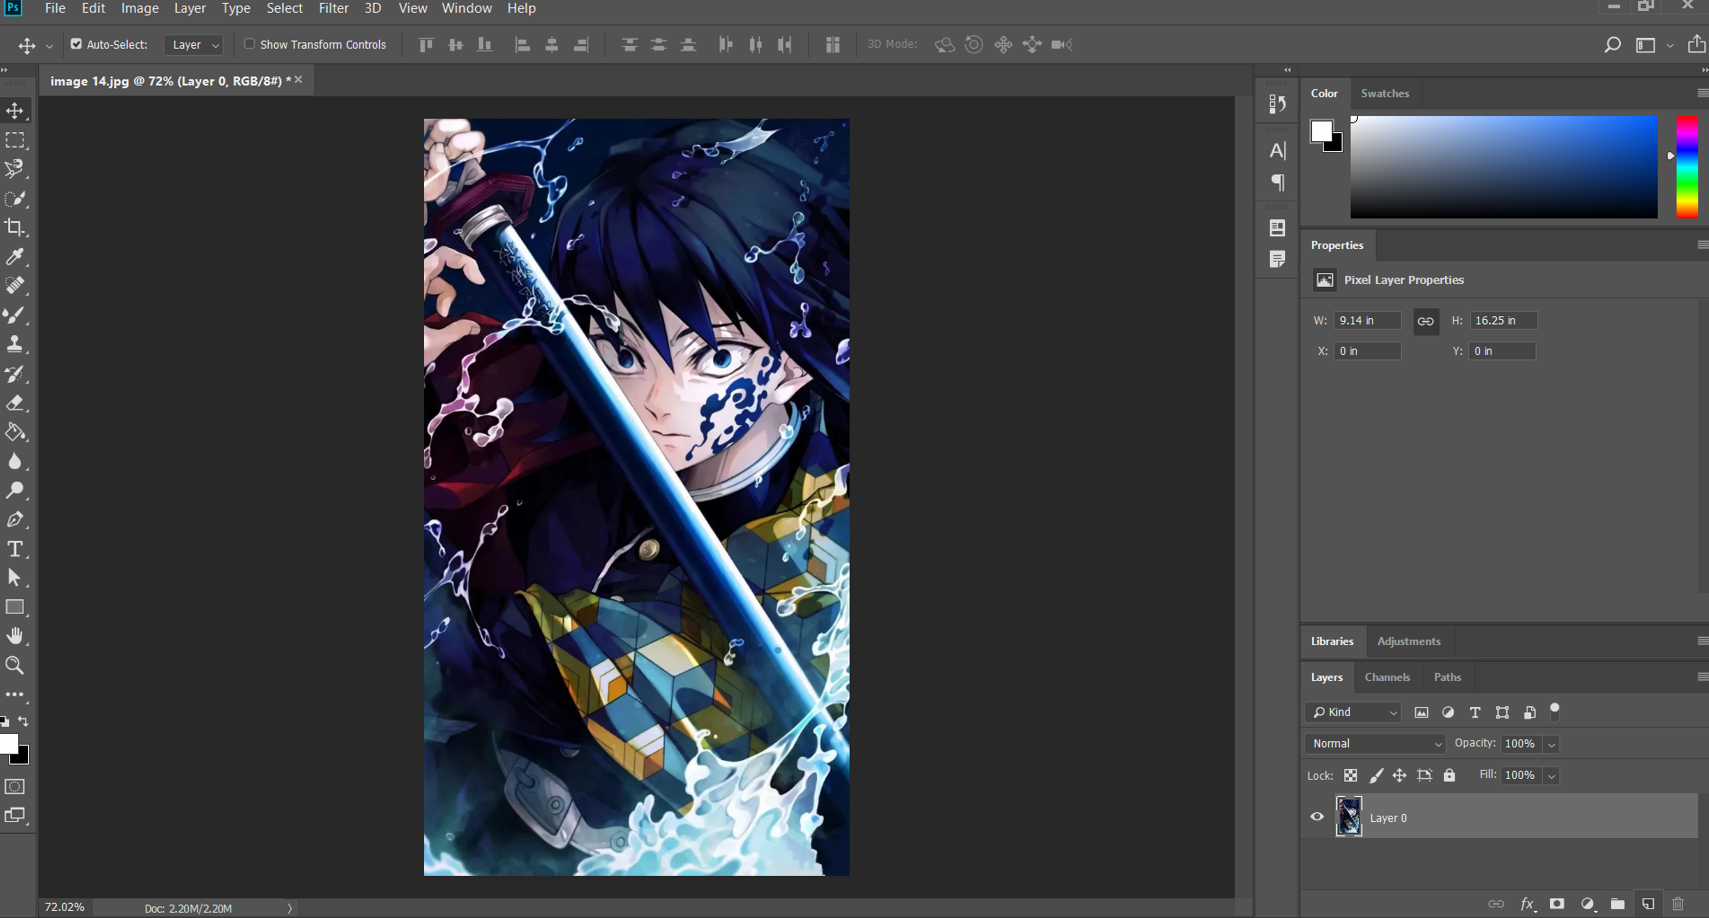 Ps File Edit Image Layer Type Select Filter 3D View Window Help
Auto-Select: Layer Show Transform Controls 3D Mode:
image 14.jpg @ 72% (Layer 0, RGB/8#) *
Color Swatches
Properties
Pixel Layer Properties
W: 9.14 in H: 16.25 in
X: 0 in Y: 0 in
Libraries Adjustments
Layers Channels Paths
Kind
Normal Opacity: 100%
Lock: Fill: 100%
Layer 0
fx
72.02% Doc: 2.20M/2.20M